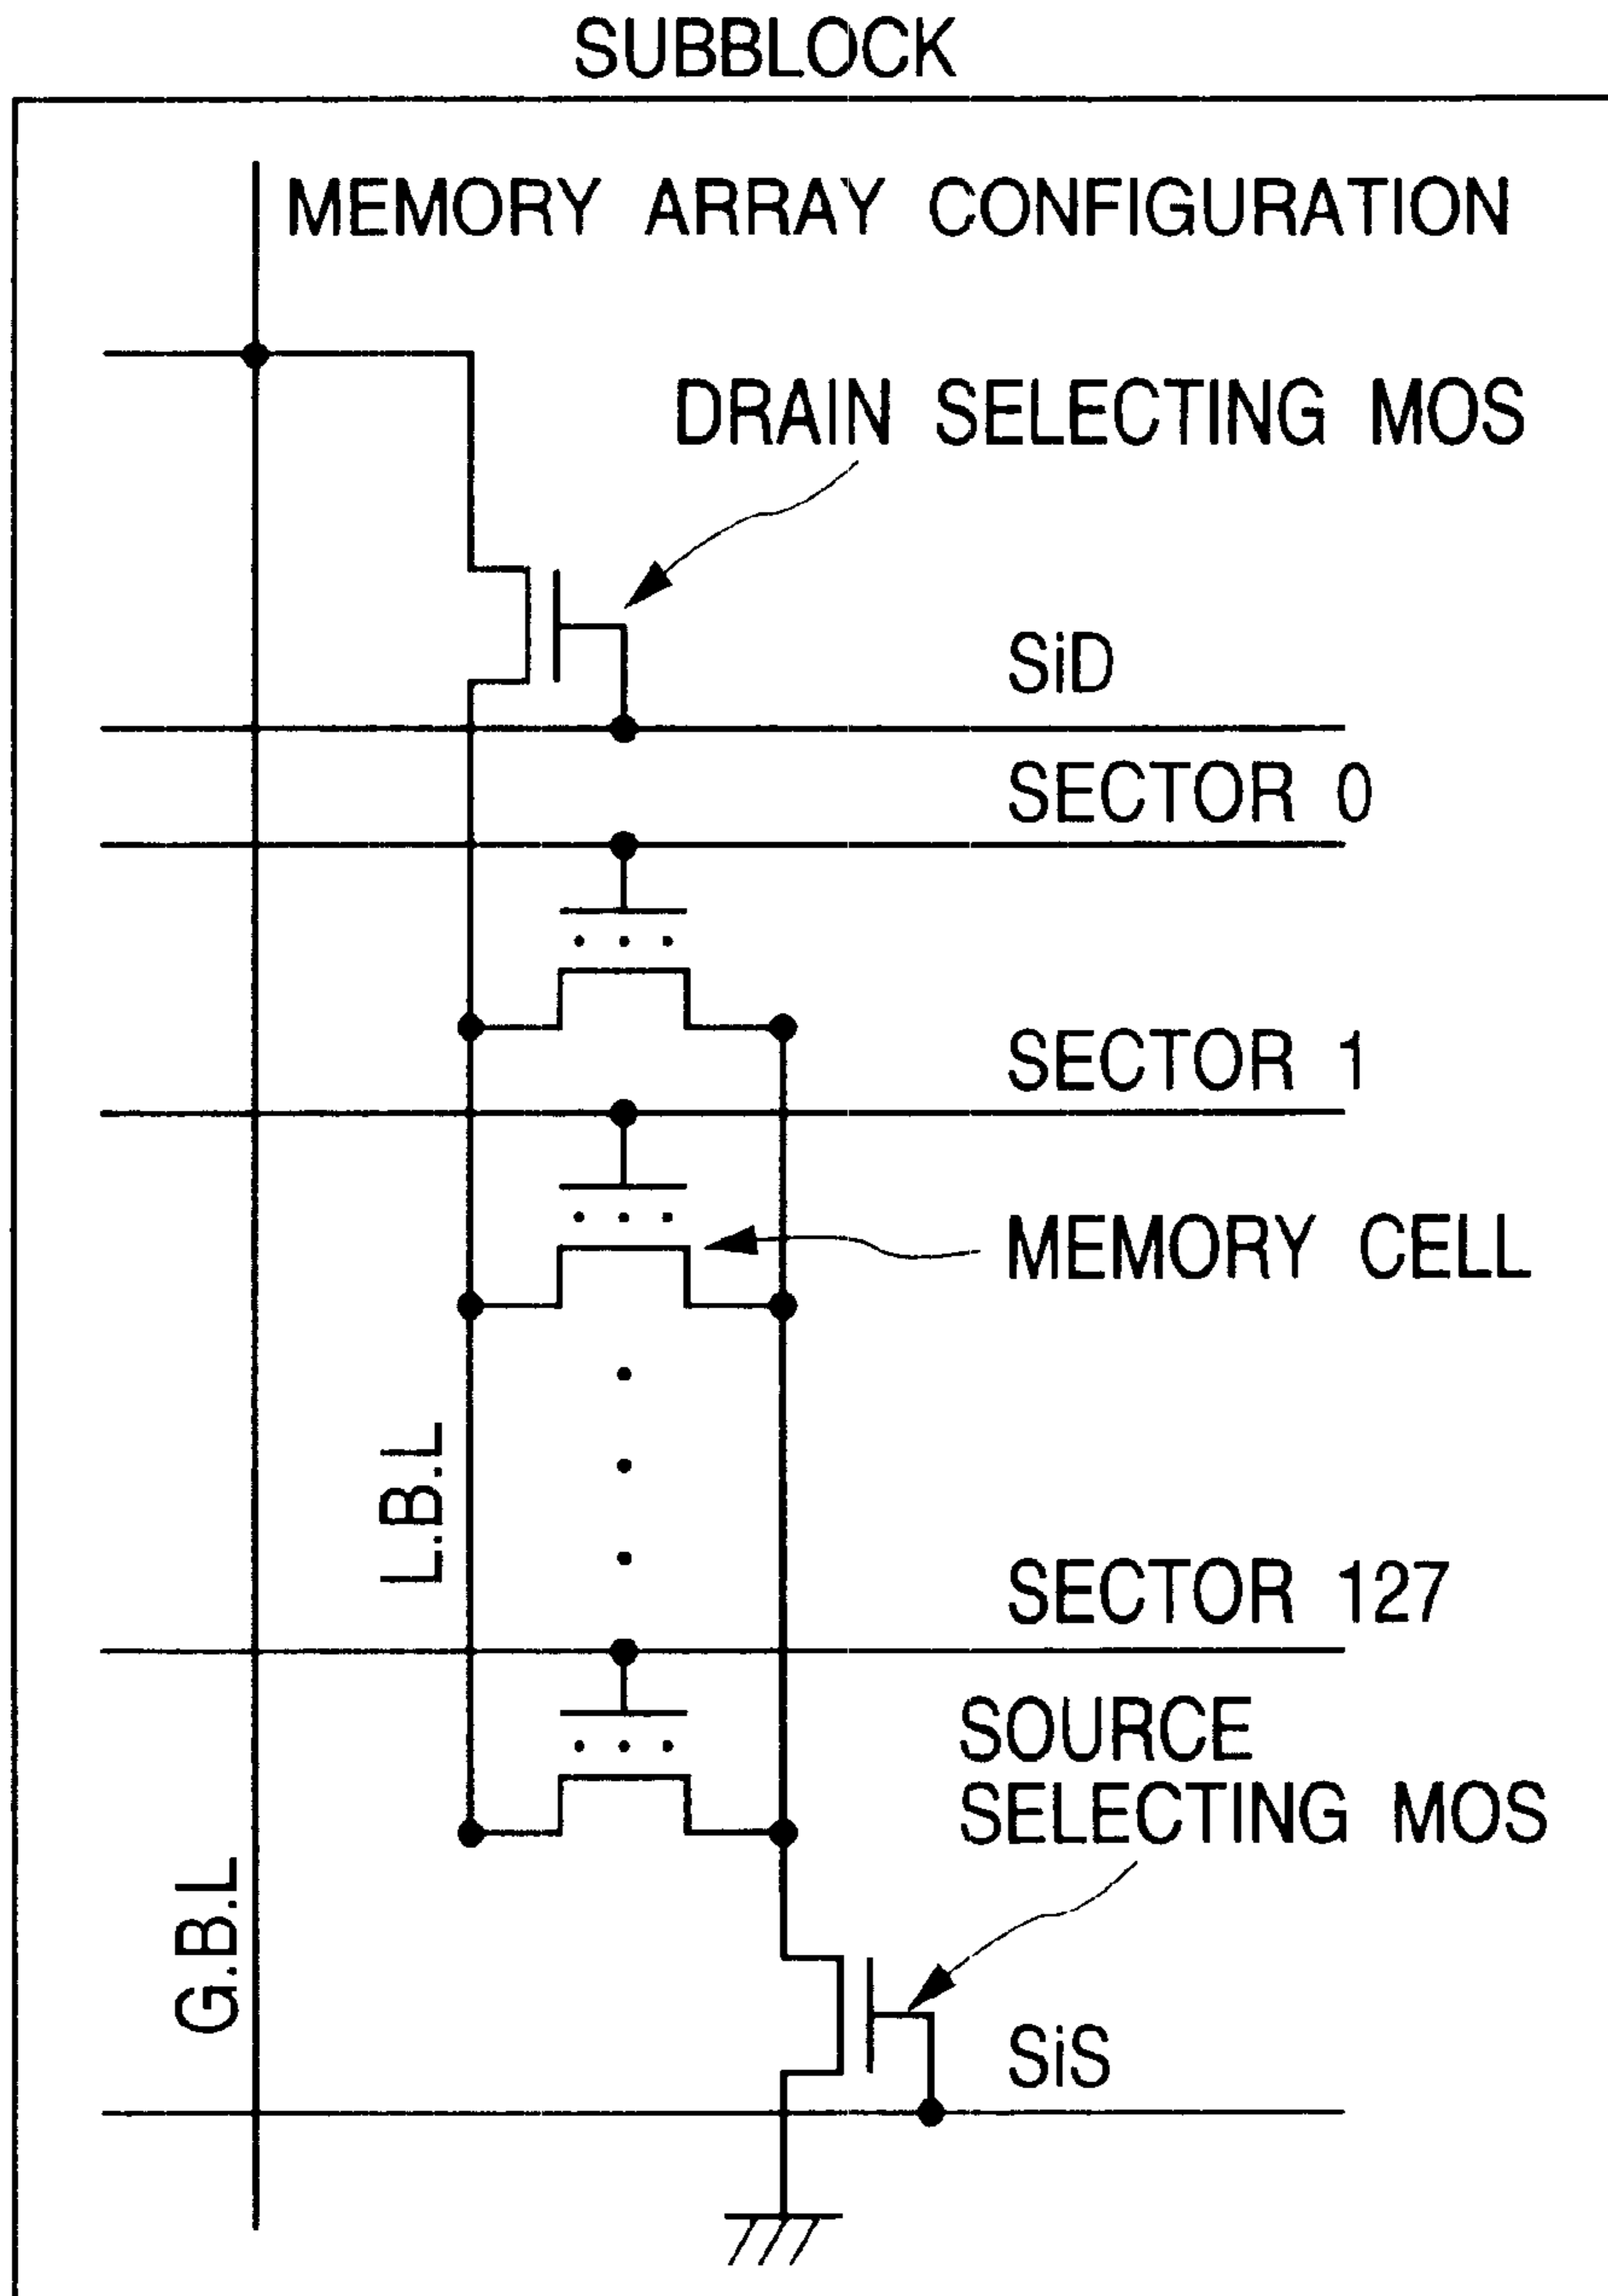 SUBBLOCK
MEMORY ARRAY CONFIGURATION
DRAIN SELECTING MOS
SiD
SECTOR 0
SECTOR 1
MEMORY CELL
L.B.L
SECTOR 127
SOURCE
SELECTING MOS
G.B.L
SiS